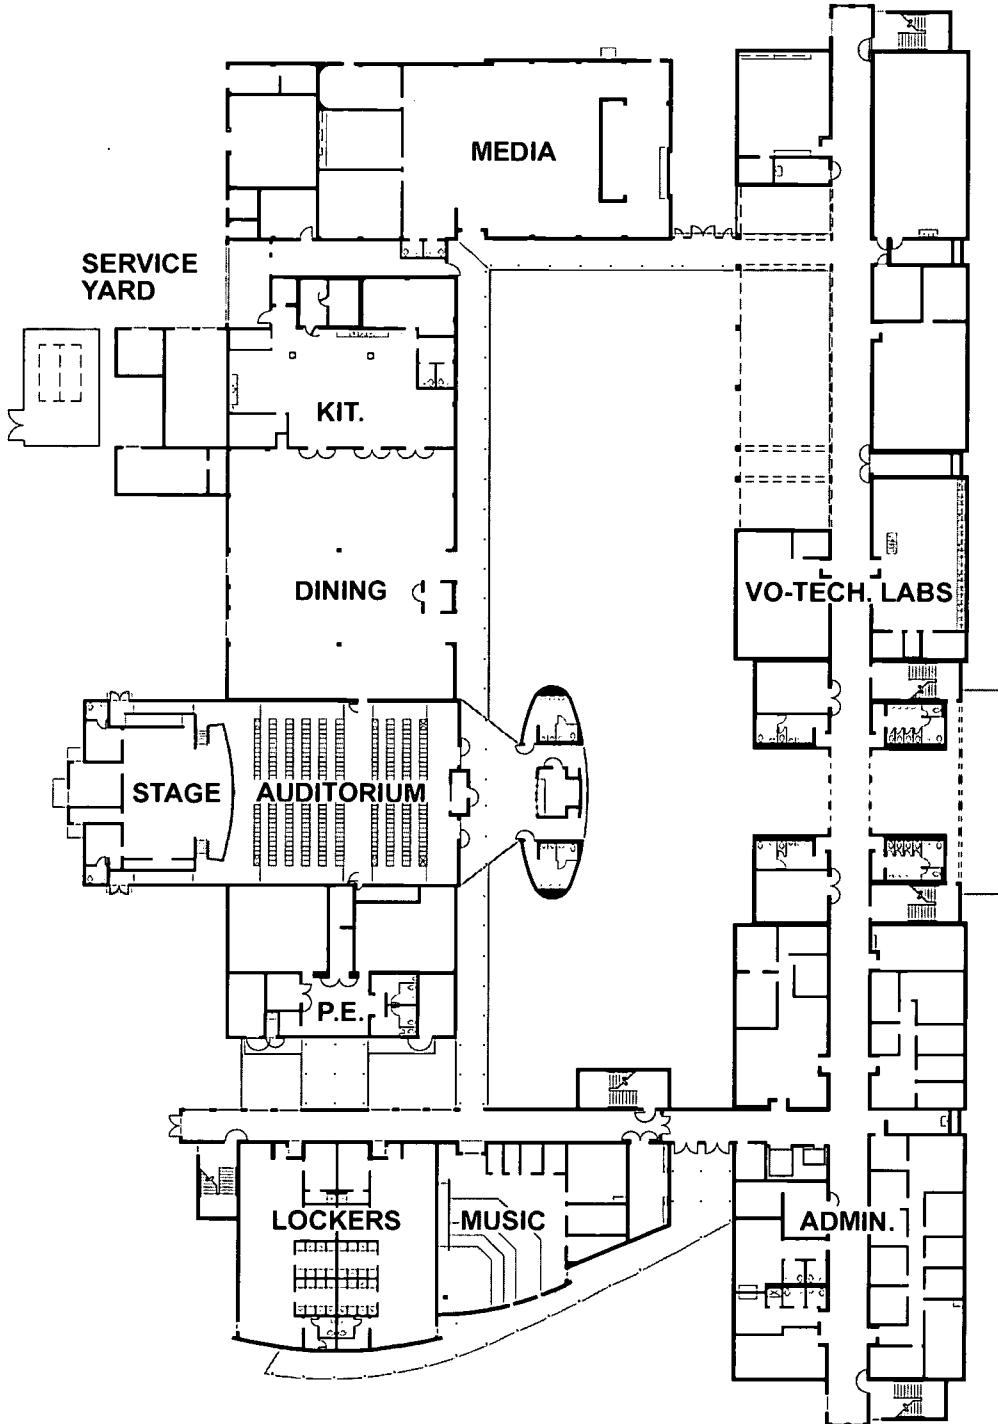 MEDIA
SERVICE
YARD
KIT.
DINING
VO-TECH. LABS
STAGE
AUDITORIUM
P.E.
LOCKERS
MUSIC
ADMIN.